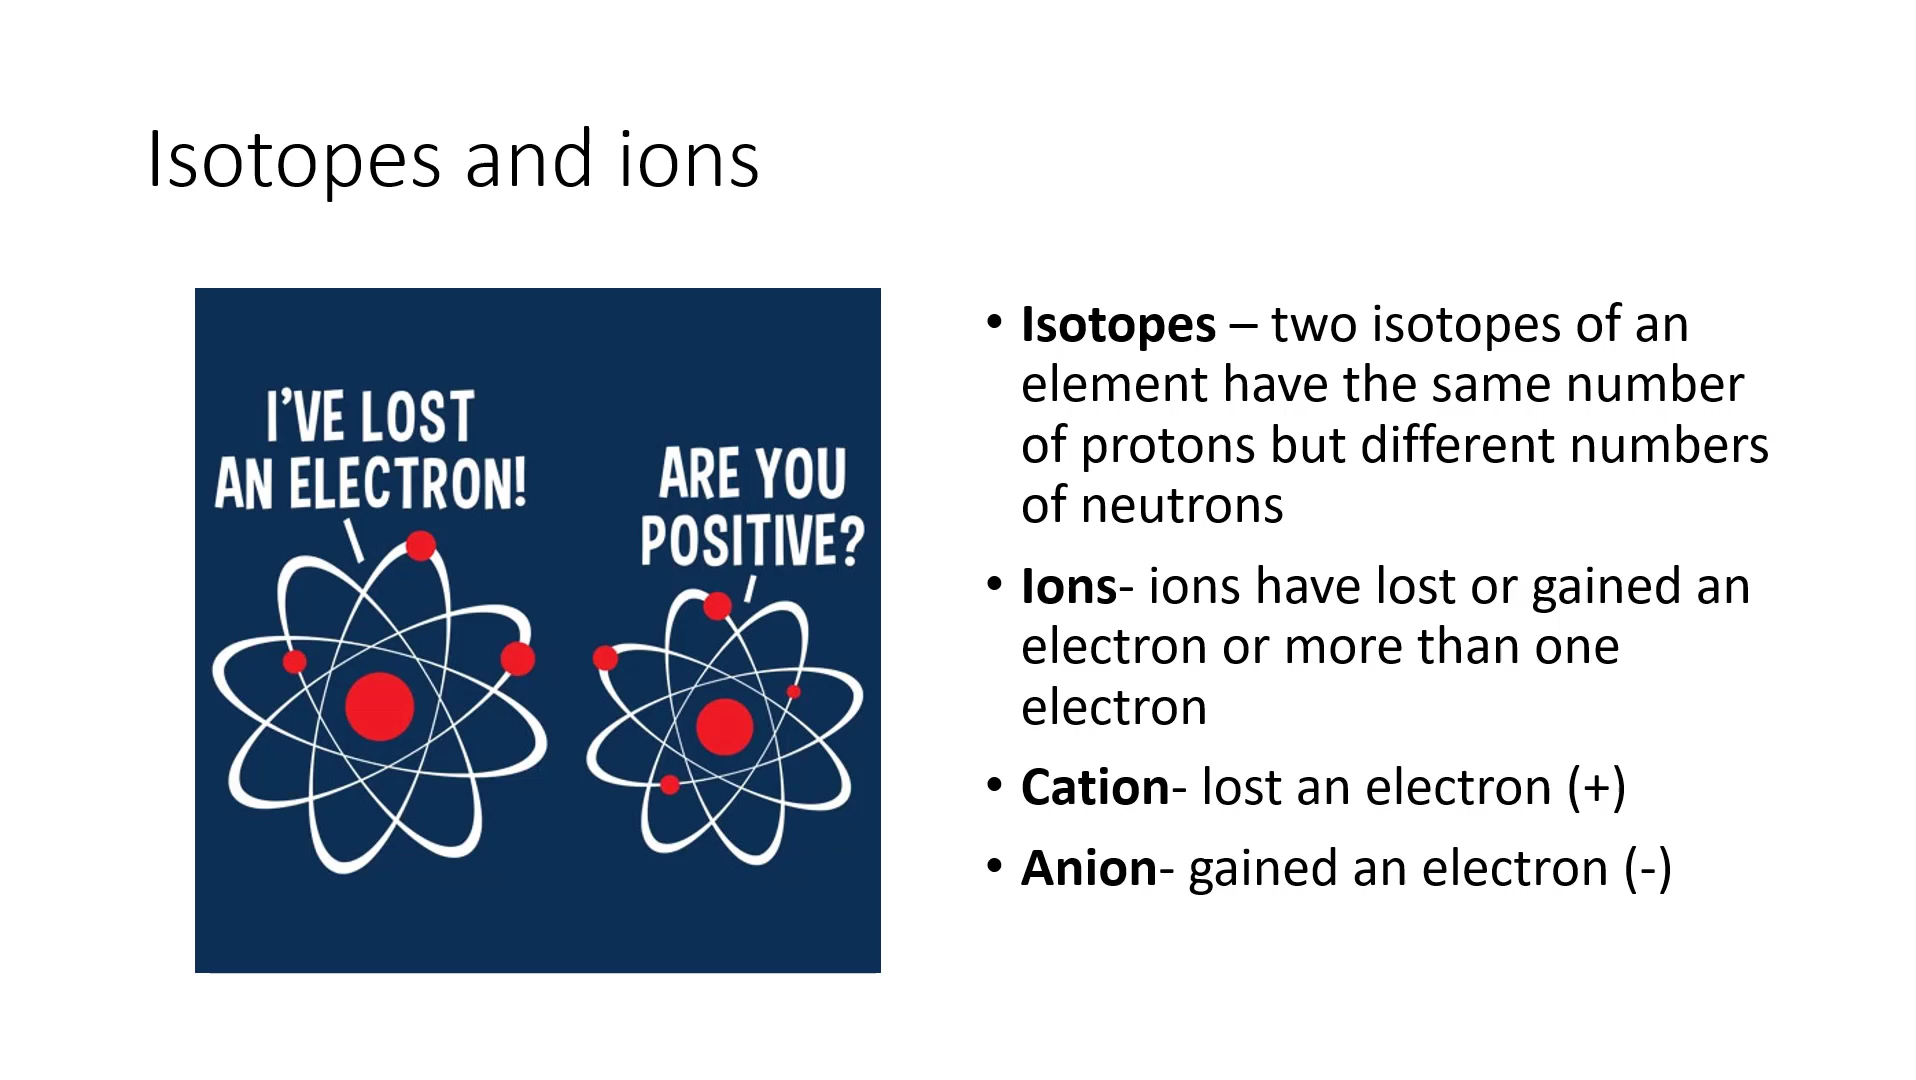 Isotopes and ions
I'VE LOST
AN ELECTRON!
ARE YOU
POSITIVE?
• Isotopes – two isotopes of an
element have the same number
of protons but different numbers
of neutrons
• Ions- ions have lost or gained an
electron or more than one
electron
• Cation- lost an electron (+)
• Anion- gained an electron (-)